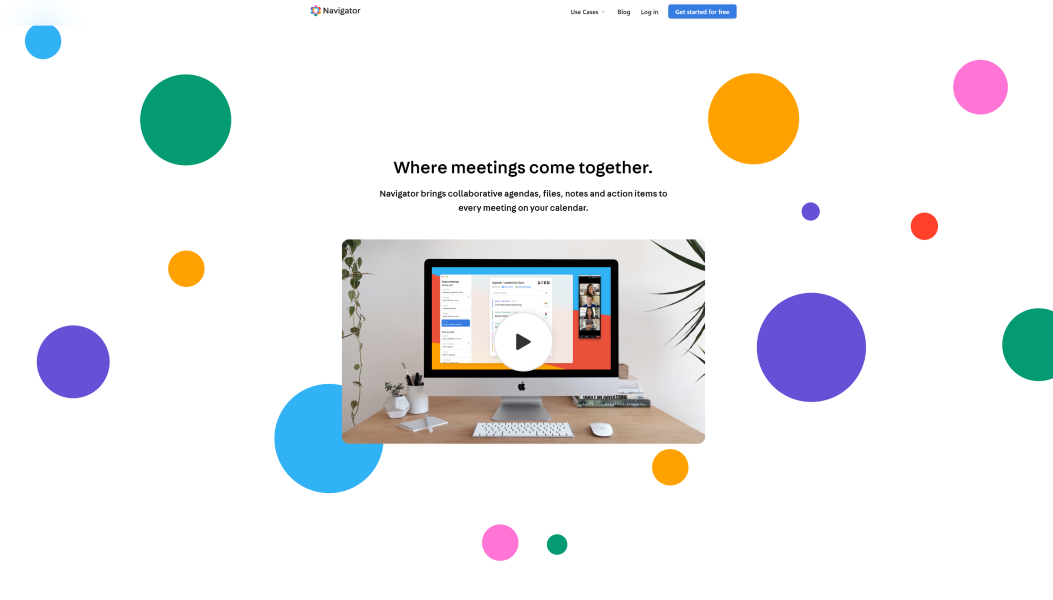 Navigator
Use Cases
Blog
Log in
Get started for free
Where meetings come together.
Navigator brings collaborative agendas, files, notes and action items to
every meeting on your calendar.